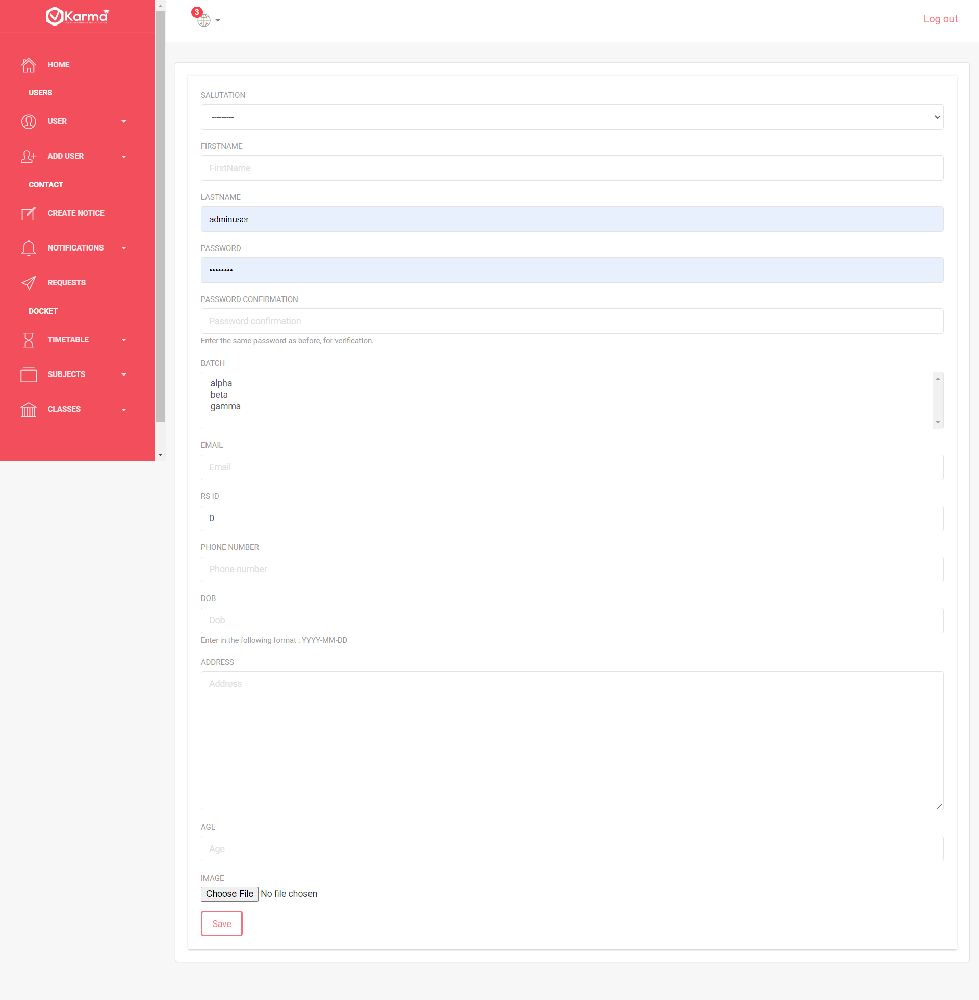 Karma
HOME
USERS
USER
ADD USER
CONTACT
CREATE NOTICE
NOTIFICATIONS
REQUESTS
DOCKET
TIMETABLE
SUBJECTS
CLASSES
3
Log out
SALUTATION
---------
FIRSTNAME
FirstName
LASTNAME
adminuser
PASSWORD
••••••••
PASSWORD CONFIRMATION
Password confirmation
Enter the same password as before, for verification.
BATCH
alpha
beta
gamma
EMAIL
Email
RS ID
0
PHONE NUMBER
Phone number
DOB
Dob
Enter in the following format : YYYY-MM-DD
ADDRESS
Address
AGE
Age
IMAGE
Choose File No file chosen
Save